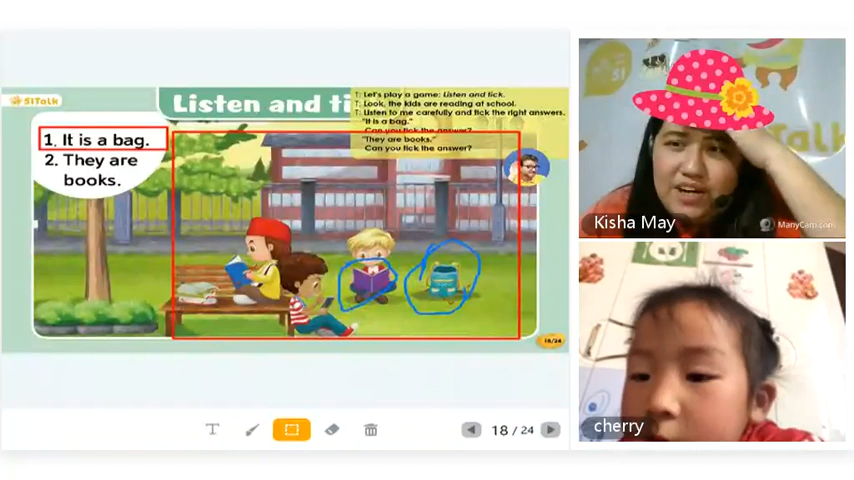 51Talk
Listen and ti
T: Let's play a game: Listen and tick.
T: Look, the kids are reading at school.
T: Listen to me carefully and tick the right answers.
"It is a bag."
Can you tick the answer?
"They are books."
Can you tick the answer?
1. It is a bag.
2. They are
books.
18/24
T
18 / 24
51
Talk
Kisha May
ManyCam.com
cherry